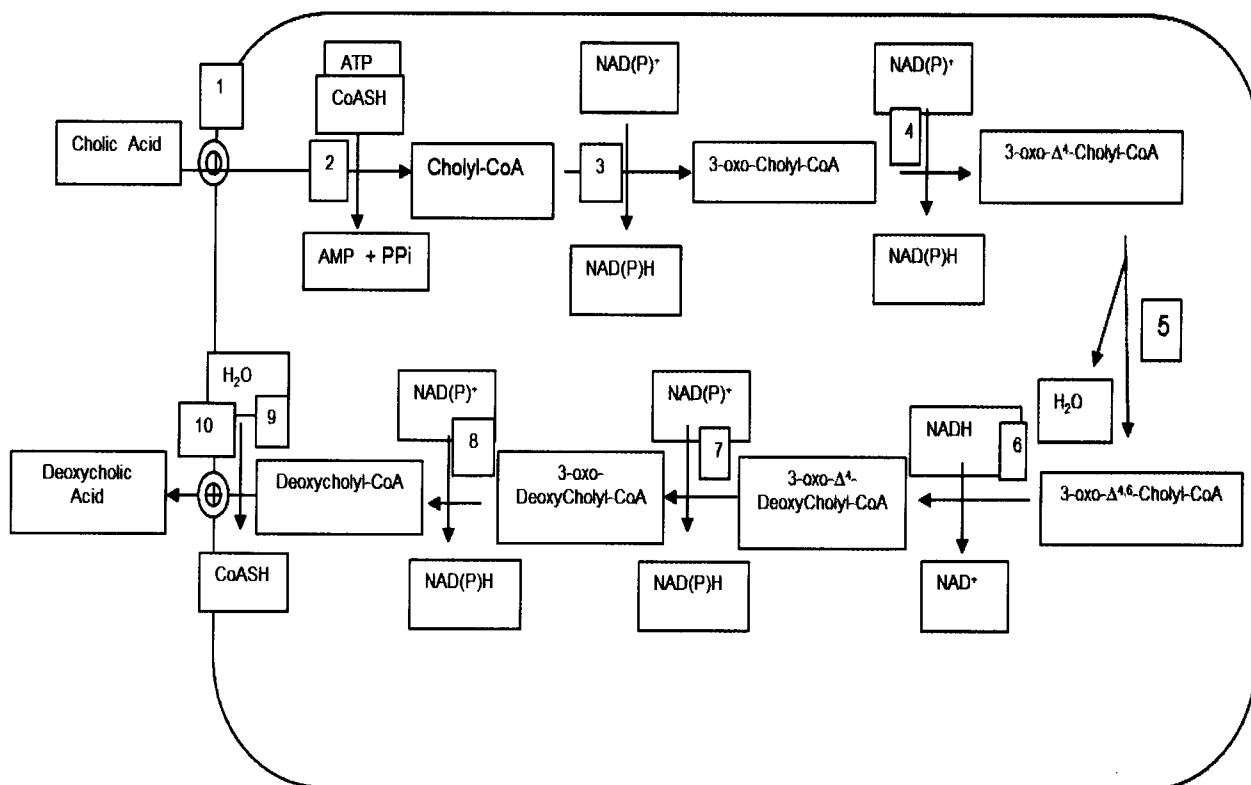 1
ATP
CoASH
NAD(P)⁺
NAD(P)⁺
4
Cholic Acid
2
Cholyl-CoA
3
3-oxo-Cholyl-CoA
3-oxo-Δ⁴-Cholyl-CoA
AMP + PPi
NAD(P)H
NAD(P)H
5
H₂O
9
10
NAD(P)⁺
8
NAD(P)⁺
7
NADH
6
H₂O
Deoxycholic
Acid
Deoxycholyl-CoA
3-oxo-
DeoxyCholyl-CoA
3-oxo-Δ⁴-
DeoxyCholyl-CoA
3-oxo-Δ⁴,⁶-Cholyl-CoA
CoASH
NAD(P)H
NAD(P)H
NAD⁺